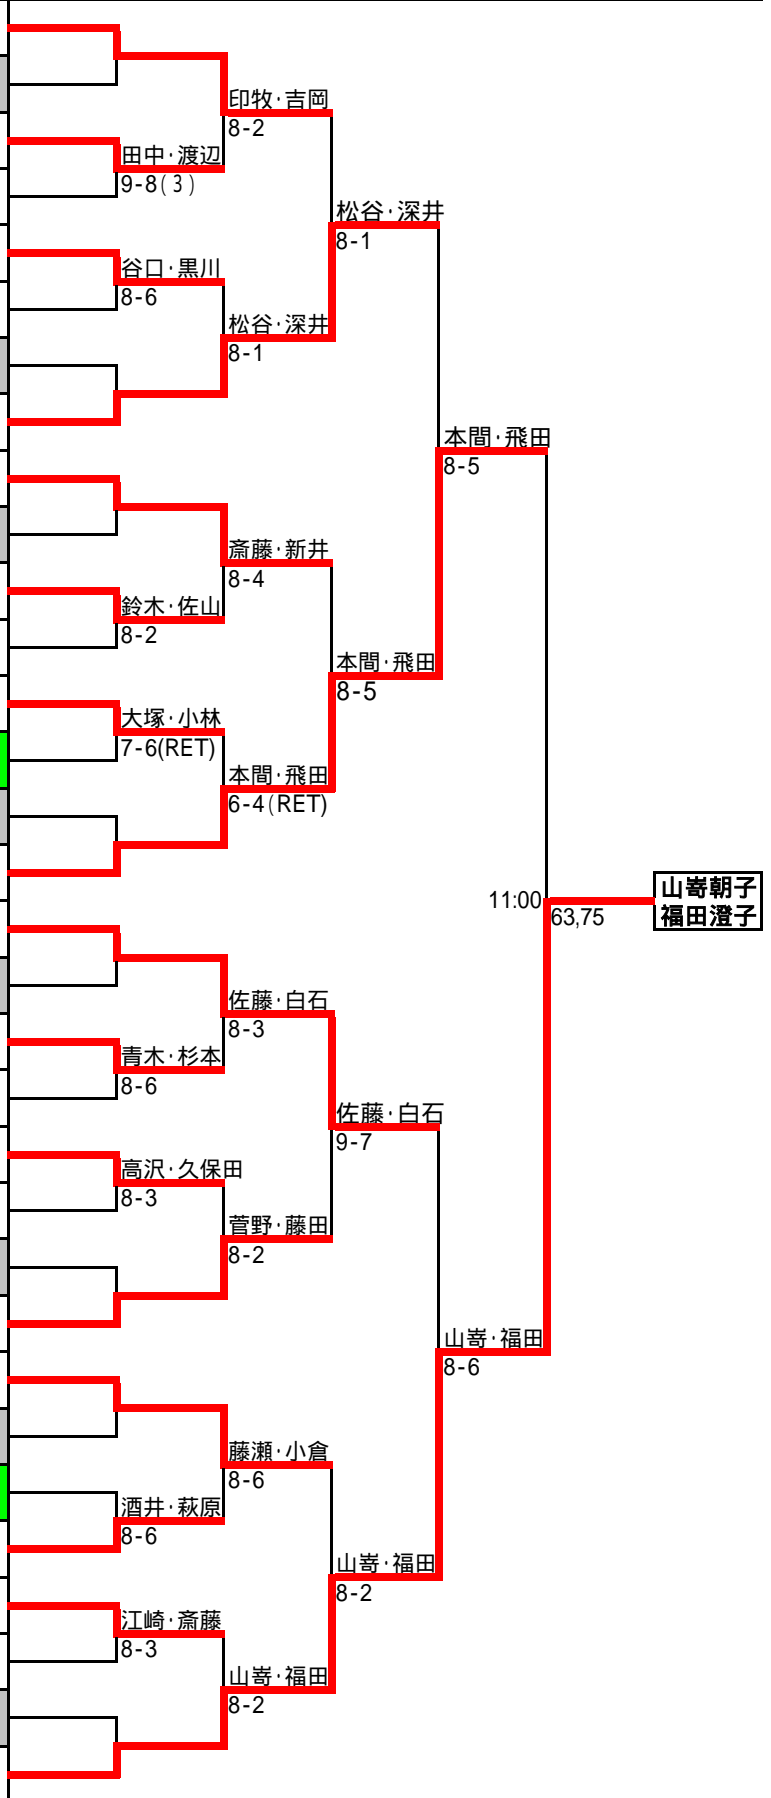 印牧・吉岡
8-2
田中・渡辺
9-8(3)
松谷・深井
8-1
谷口・黒川
8-6
松谷・深井
8-1
本間・飛田
8-5
斎藤・新井
8-4
鈴木・佐山
8-2
本間・飛田
8-5
大塚・小林
7-6(RET)
本間・飛田
6-4(RET)
山嵜朝子
福田澄子
11:00
63,75
佐藤・白石
8-3
青木・杉本
8-6
佐藤・白石
9-7
高沢・久保田
8-3
菅野・藤田
8-2
山嵜・福田
8-6
藤瀬・小倉
8-6
酒井・萩原
8-6
山嵜・福田
8-2
江崎・斎藤
8-3
山嵜・福田
8-2